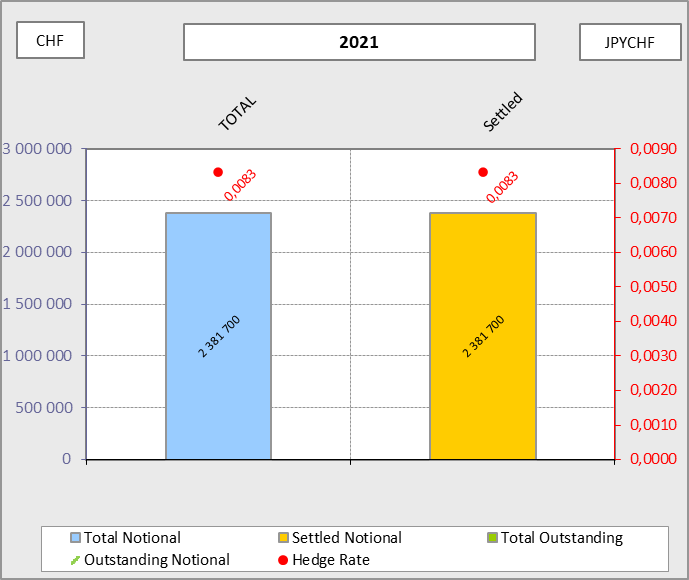 CHF 2021 JPYCHF
TOTAL Settled
3 000 000 0,0090
0,0083 0,0083
0,0080
2 500 000
0,0070
2 000 000 0,0060
1 500 000 0,0050
2 381 700 2 381 700
0,0040
1 000 000 0,0030
0,0020
500 000
0,0010
0 0,0000
Total Notional Settled Notional Total Outstanding
Outstanding Notional Hedge Rate